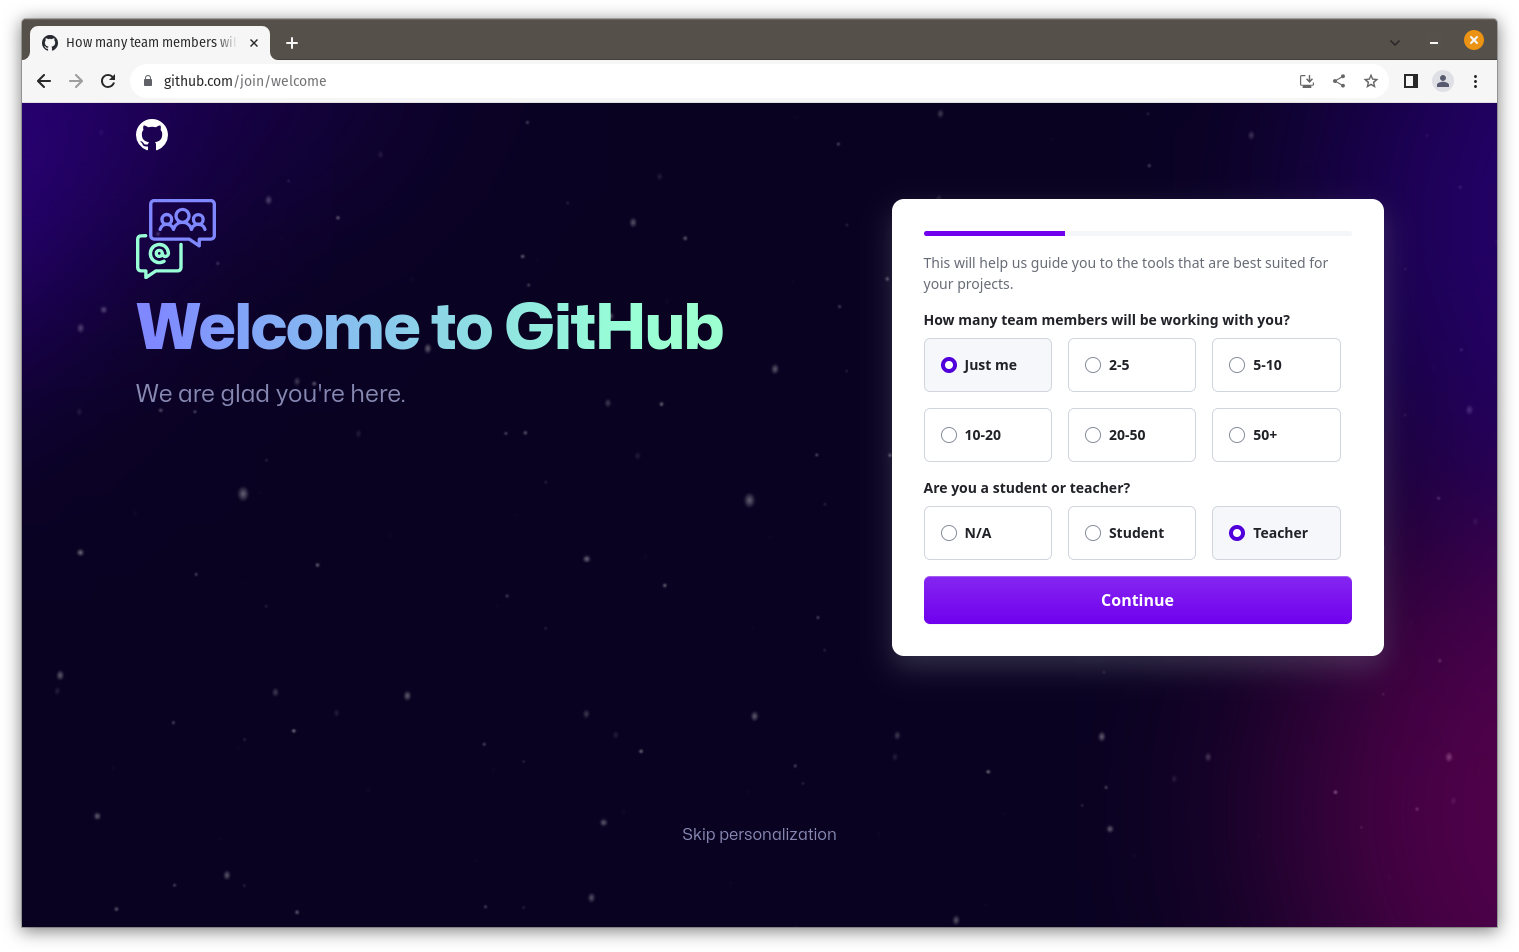 How many team members wi
github.com/join/welcome
@
Welcome to GitHub
We are glad you're here.
This will help us guide you to the tools that are best suited for
your projects.
How many team members will be working with you?
Just me
2-5
5-10
10-20
20-50
50+
Are you a student or teacher?
N/A
Student
Teacher
Continue
Skip personalization